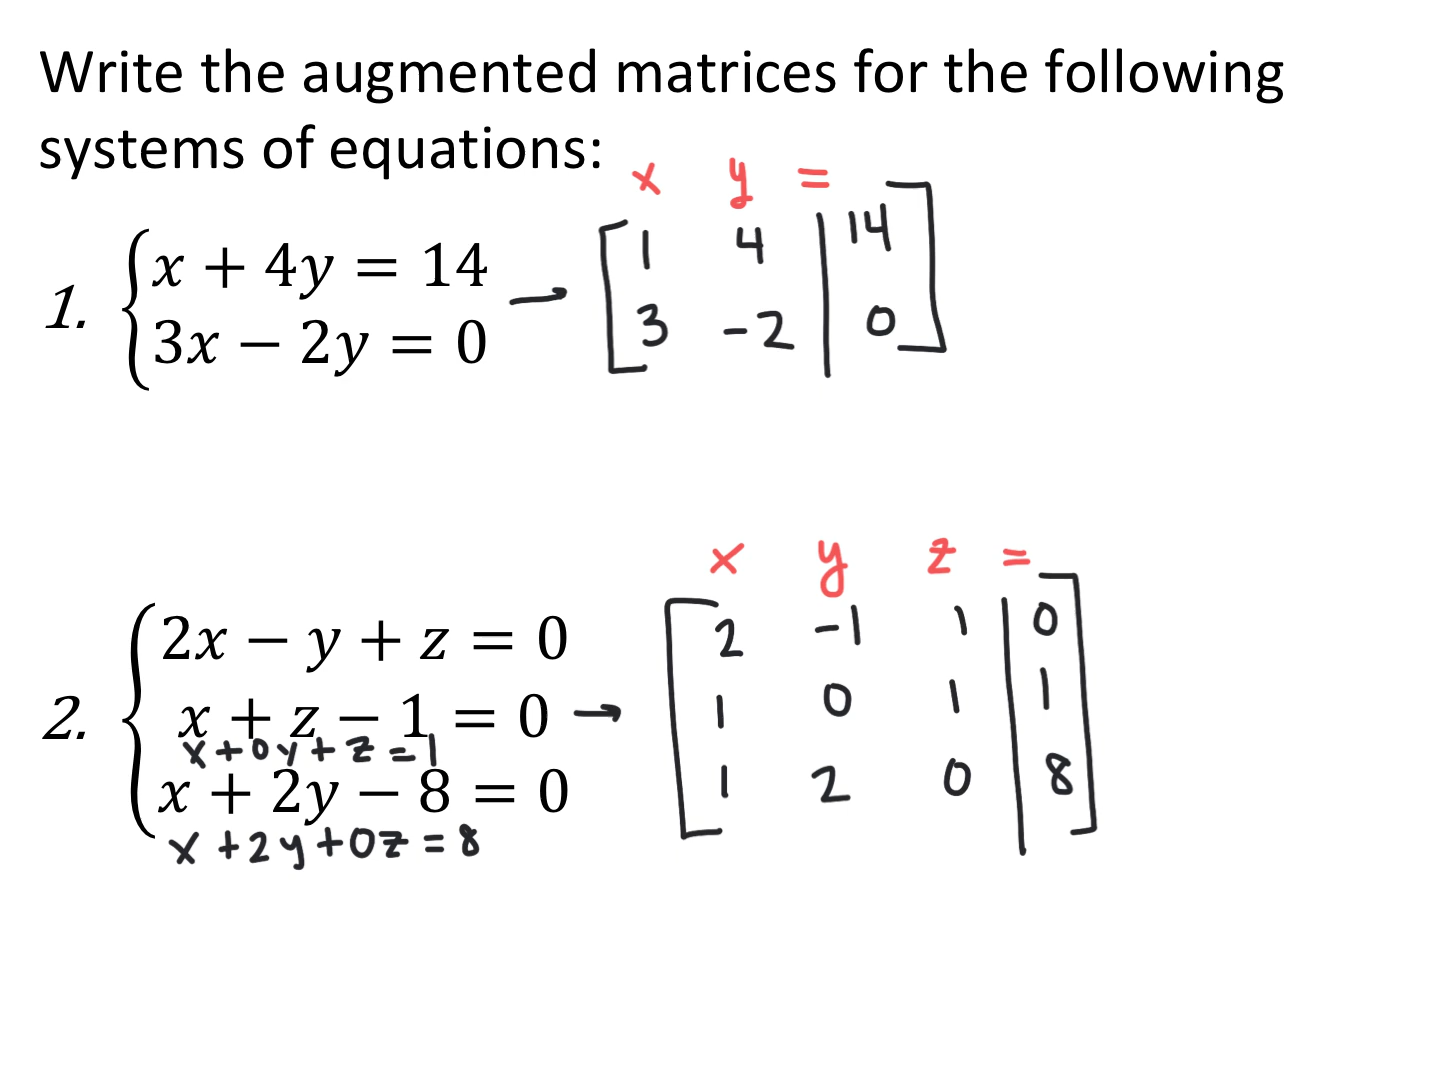 Write the augmented matrices for the following
systems of equations:
x y =
1. x + 4y = 14 → 1 4 | 14
3x − 2y = 0 3 -2 | 0
x y z =
2. 2x − y + z = 0 2 -1 1 | 0
x + z − 1 = 0 → 1 0 1 | 1
x + 0y + z = 1
x + 2y − 8 = 0 1 2 0 | 8
x + 2y + 0z = 8